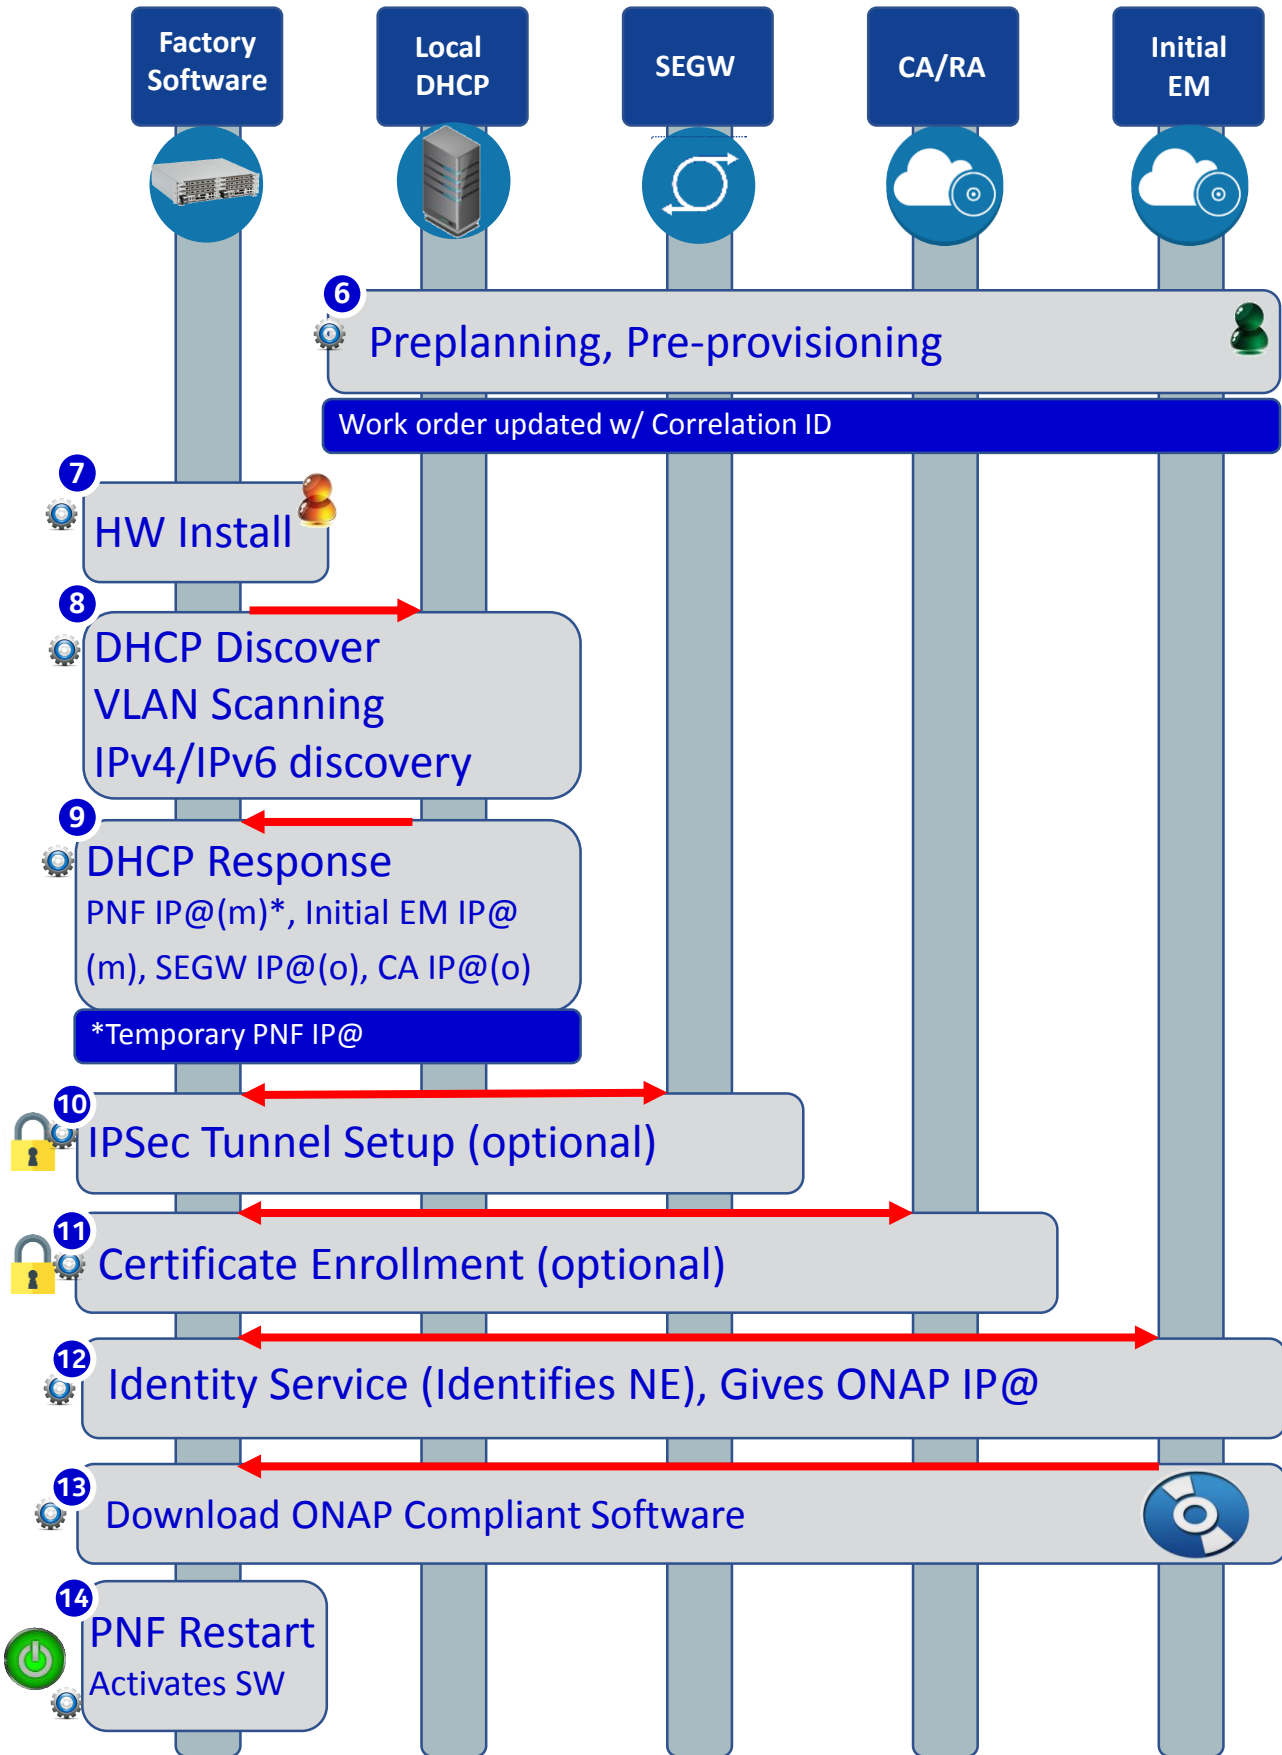 Factory
Software
Local
DHCP
SEGW
CA/RA
Initial
EM
6
Preplanning, Pre-provisioning
Work order updated w/ Correlation ID
7
HW Install
8
DHCP Discover
VLAN Scanning
IPv4/IPv6 discovery
9
DHCP Response
PNF IP@(m)*, Initial EM IP@
(m), SEGW IP@(o), CA IP@(o)
*Temporary PNF IP@
10
IPSec Tunnel Setup (optional)
11
Certificate Enrollment (optional)
12
Identity Service (Identifies NE), Gives ONAP IP@
13
Download ONAP Compliant Software
14
PNF Restart
Activates SW